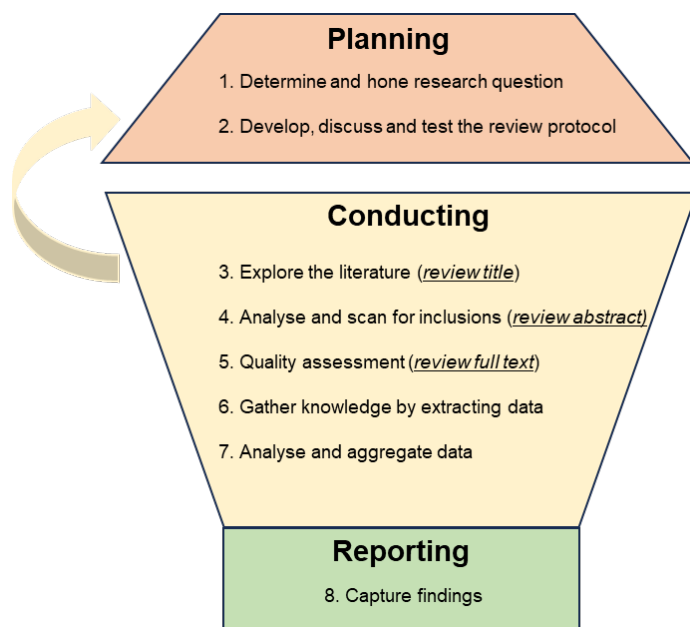 Planning
1. Determine and hone research question
2. Develop, discuss and test the review protocol
Conducting
3. Explore the literature (review title)
4. Analyse and scan for inclusions (review abstract)
5. Quality assessment (review full text)
6. Gather knowledge by extracting data
7. Analyse and aggregate data
Reporting
8. Capture findings